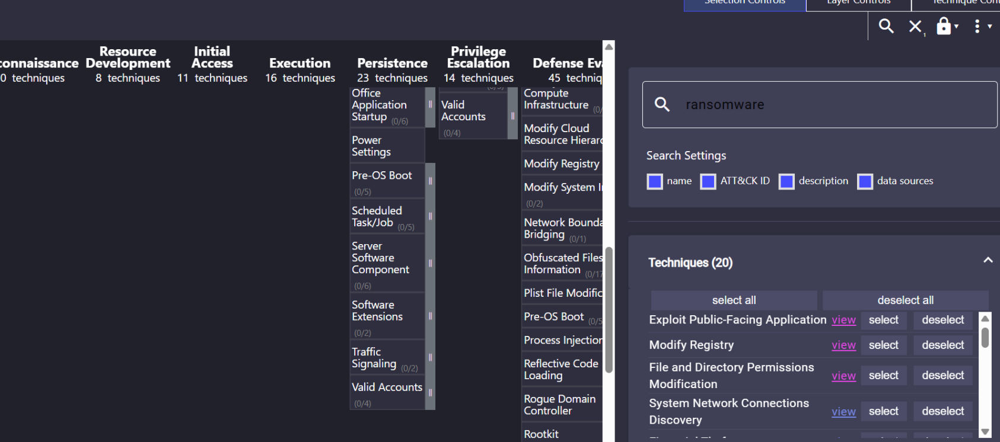 Selection Controls
Layer Controls
Technique Cont
connaissance
0 techniques
Resource
Development
8 techniques
Initial
Access
11 techniques
Execution
16 techniques
Persistence
23 techniques
Privilege
Escalation
14 techniques
Defense Eva
45 techniq
Office
Application
Startup (0/6)
Power
Settings
Pre-OS Boot
(0/5)
Scheduled
Task/Job (0/5)
Server
Software
Component
(0/6)
Software
Extensions
(0/2)
Traffic
Signaling (0/2)
Valid Accounts
(0/4)
Valid
Accounts
(0/4)
Compute
Infrastructure (0/
Modify Cloud
Resource Hierarc
Modify Registry
Modify System I
(0/2)
Network Bounda
Bridging (0/1)
Obfuscated Files
Information (0/17
Plist File Modific
Pre-OS Boot (0/5
Process Injection
Reflective Code
Loading
Rogue Domain
Controller
Rootkit
1
ransomware
Search Settings
name ATT&CK ID description data sources
Techniques (20)
select all deselect all
Exploit Public-Facing Application view select deselect
Modify Registry view select deselect
File and Directory Permissions
Modification view select deselect
System Network Connections
Discovery view select deselect